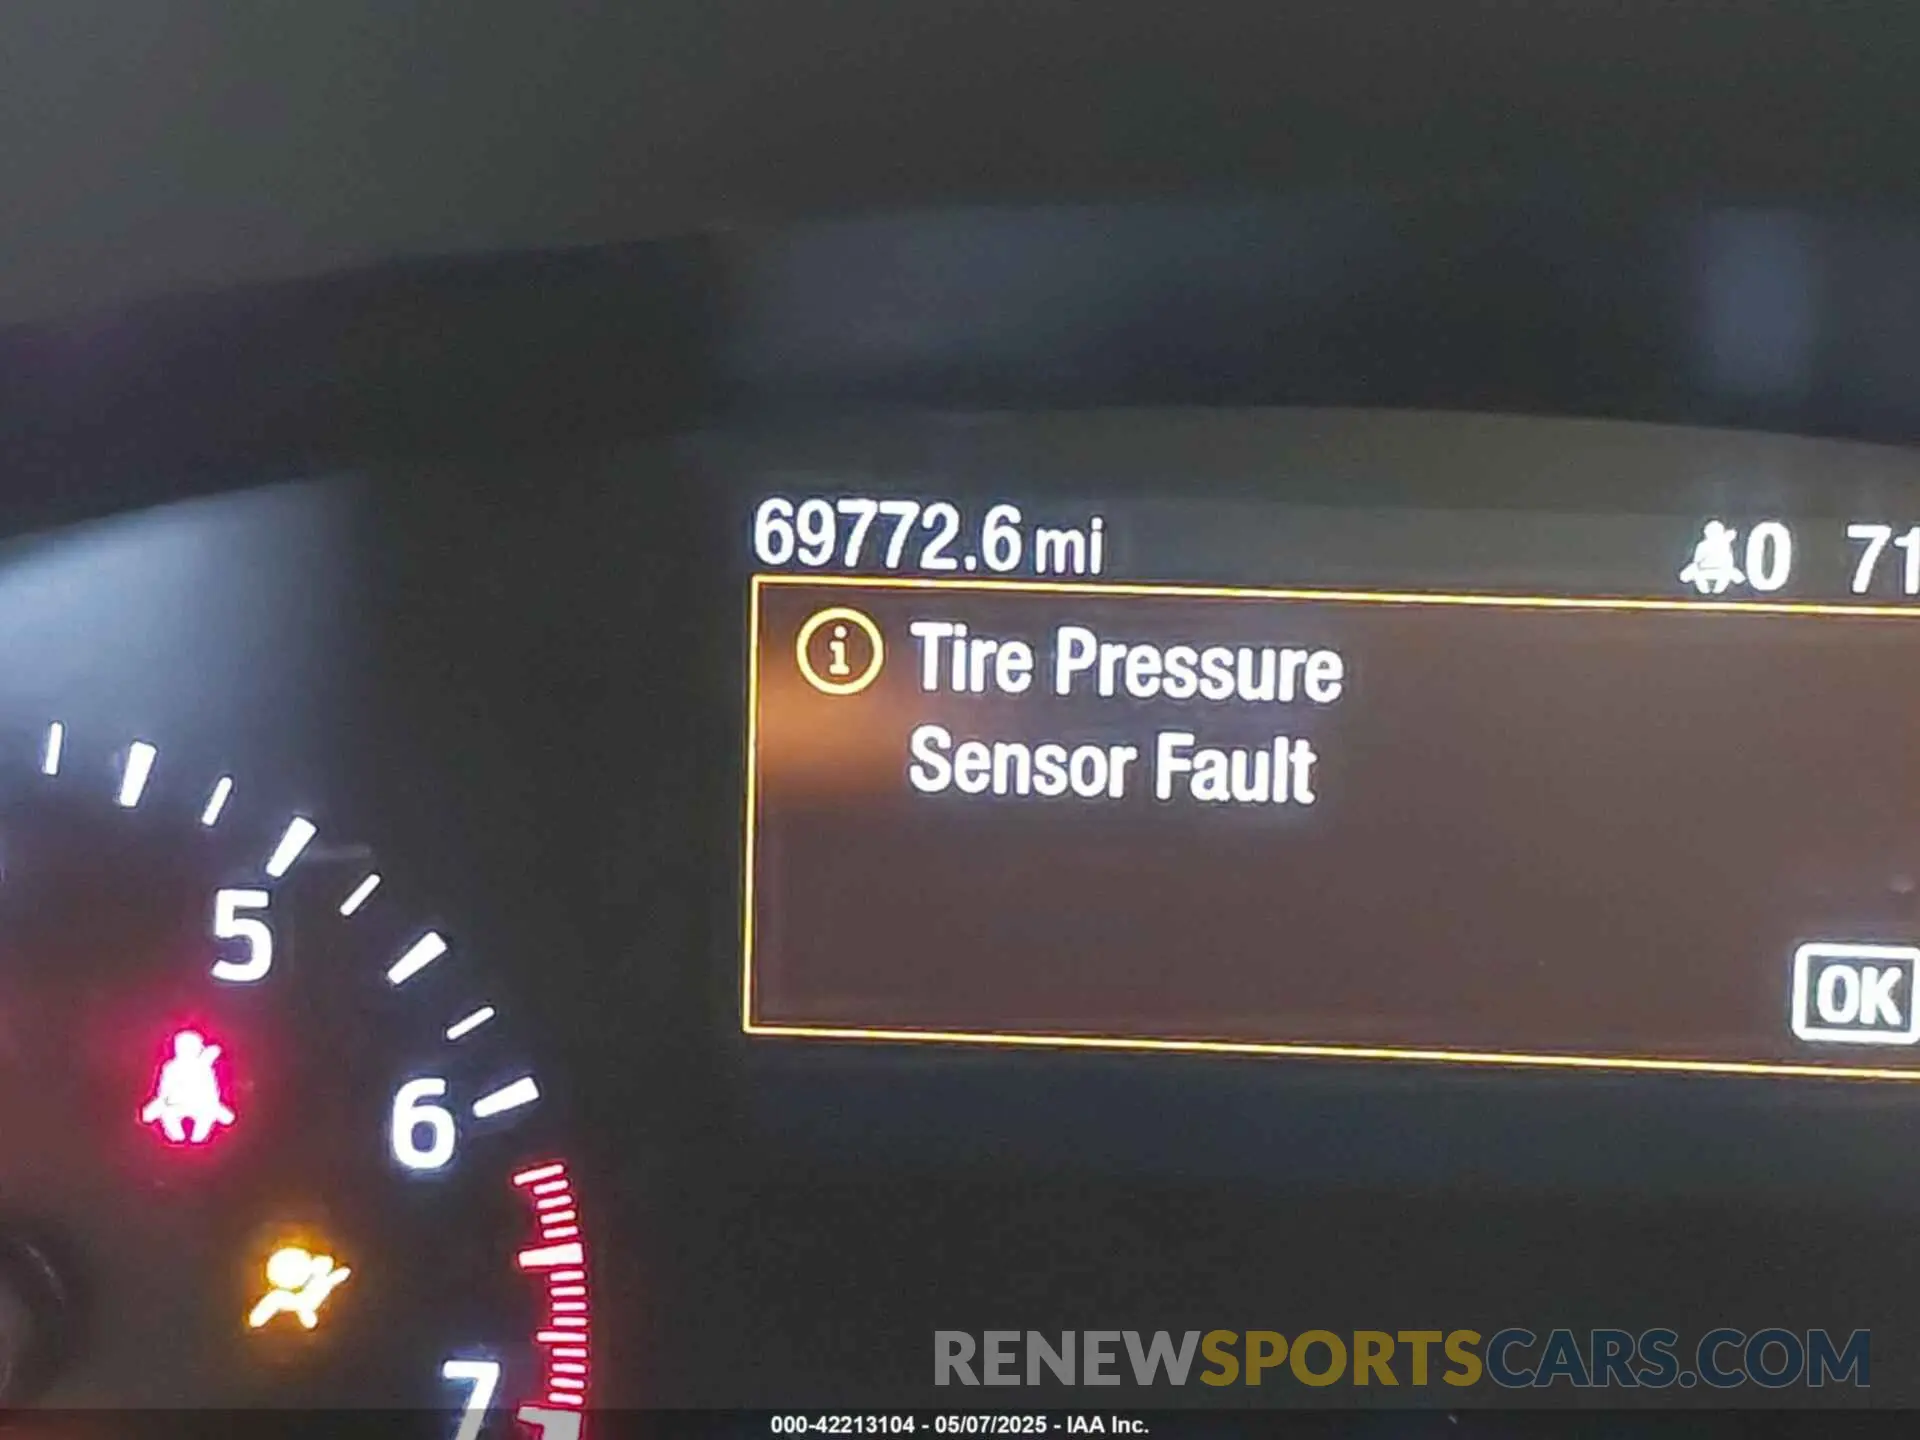 69772.6 mi
0 71
Tire Pressure
Sensor Fault
OK
5
6
7
RENEWSPORTSCARS.COM
000-42213104 - 05/07/2025 - IAA Inc.